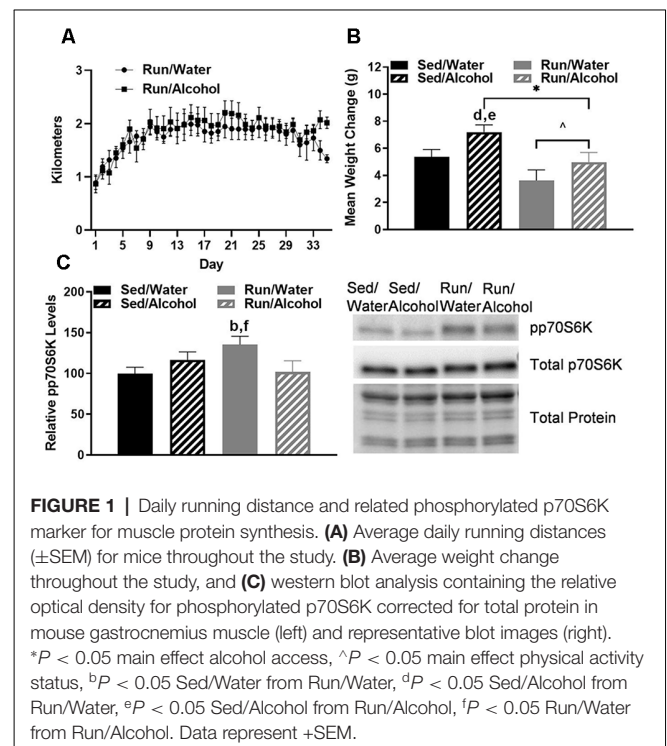 A
Run/Water
Run/Alcohol
3
2
1
0
Kilometers
1 5 9 13 17 21 25 29 33
Day
B
Sed/Water Run/Water
Sed/Alcohol Run/Alcohol
12
10
8
6
4
2
0
Mean Weight Change (g)
*
d,e
^
C
Sed/Water Run/Water
Sed/Alcohol Run/Alcohol
200
150
100
50
0
Relative pp70S6K Levels
b,f
Sed/ Sed/ Run/ Run/
Water Alcohol Water Alcohol
pp70S6K
Total p70S6K
Total Protein
FIGURE 1 | Daily running distance and related phosphorylated p70S6K
marker for muscle protein synthesis. (A) Average daily running distances
(±SEM) for mice throughout the study. (B) Average weight change
throughout the study, and (C) western blot analysis containing the relative
optical density for phosphorylated p70S6K corrected for total protein in
mouse gastrocnemius muscle (left) and representative blot images (right).
*P < 0.05 main effect alcohol access, ^P < 0.05 main effect physical activity
status, bP < 0.05 Sed/Water from Run/Water, dP < 0.05 Sed/Alcohol from
Run/Water, eP < 0.05 Sed/Alcohol from Run/Alcohol, fP < 0.05 Run/Water
from Run/Alcohol. Data represent +SEM.